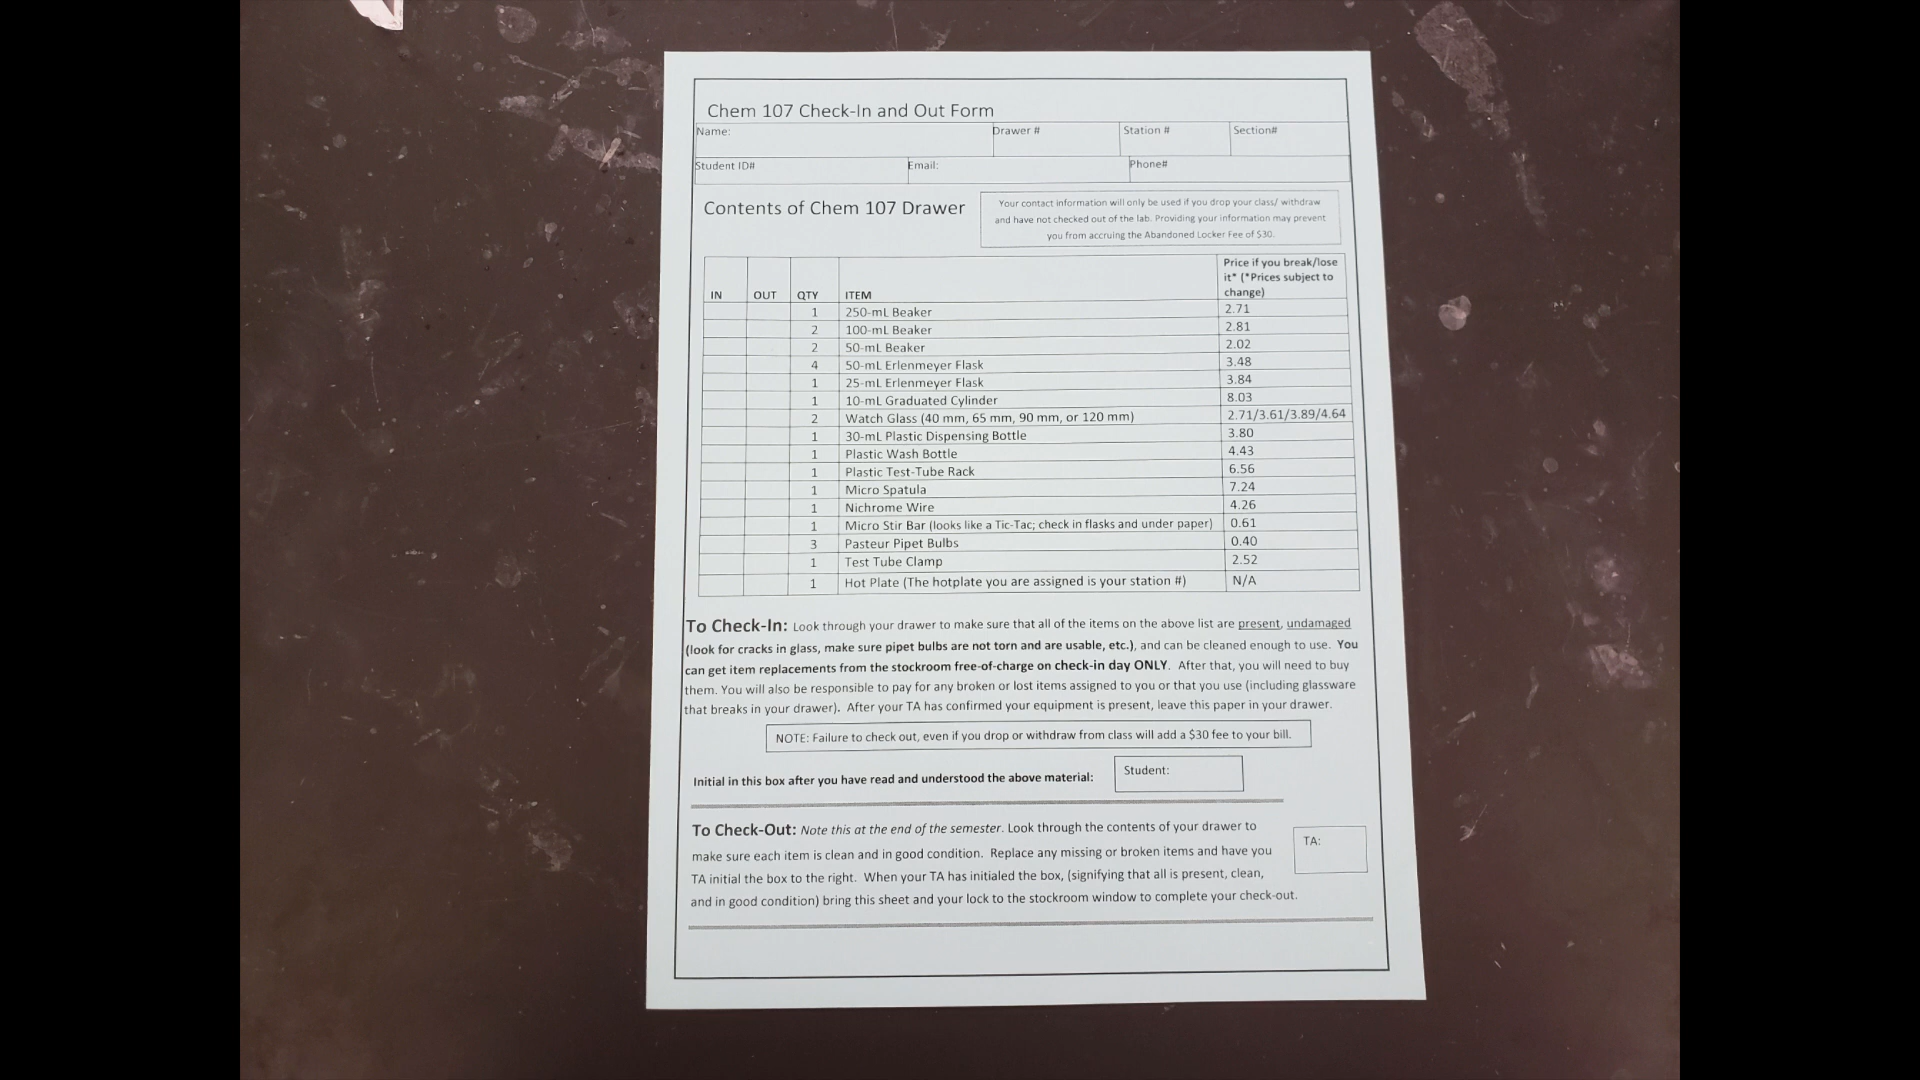 Chem 107 Check-In and Out Form
Name: Drawer # Station # Section#
Student ID# Email: Phone#
Contents of Chem 107 Drawer
Your contact information will only be used if you drop your class/ withdraw
and have not checked out of the lab. Providing your information may prevent
you from accruing the Abandoned Locker Fee of $30.
IN OUT QTY ITEM Price if you break/lose
it* (*Prices subject to
change)
1 250-mL Beaker 2.71
2 100-mL Beaker 2.81
2 50-mL Beaker 2.02
4 50-mL Erlenmeyer Flask 3.48
1 25-mL Erlenmeyer Flask 3.84
1 10-mL Graduated Cylinder 8.03
2 Watch Glass (40 mm, 65 mm, 90 mm, or 120 mm) 2.71/3.61/3.89/4.64
1 30-mL Plastic Dispensing Bottle 3.80
1 Plastic Wash Bottle 4.43
1 Plastic Test-Tube Rack 6.56
1 Micro Spatula 7.24
1 Nichrome Wire 4.26
1 Micro Stir Bar (looks like a Tic-Tac; check in flasks and under paper) 0.61
3 Pasteur Pipet Bulbs 0.40
1 Test Tube Clamp 2.52
1 Hot Plate (The hotplate you are assigned is your station #) N/A
To Check-In: Look through your drawer to make sure that all of the items on the above list are present, undamaged
(look for cracks in glass, make sure pipet bulbs are not torn and are usable, etc.), and can be cleaned enough to use. You
can get item replacements from the stockroom free-of-charge on check-in day ONLY. After that, you will need to buy
them. You will also be responsible to pay for any broken or lost items assigned to you or that you use (including glassware
that breaks in your drawer). After your TA has confirmed your equipment is present, leave this paper in your drawer.
NOTE: Failure to check out, even if you drop or withdraw from class will add a $30 fee to your bill.
Initial in this box after you have read and understood the above material: Student:
To Check-Out: Note this at the end of the semester. Look through the contents of your drawer to
make sure each item is clean and in good condition. Replace any missing or broken items and have you
TA initial the box to the right. When your TA has initialed the box, (signifying that all is present, clean,
and in good condition) bring this sheet and your lock to the stockroom window to complete your check-out.
TA: